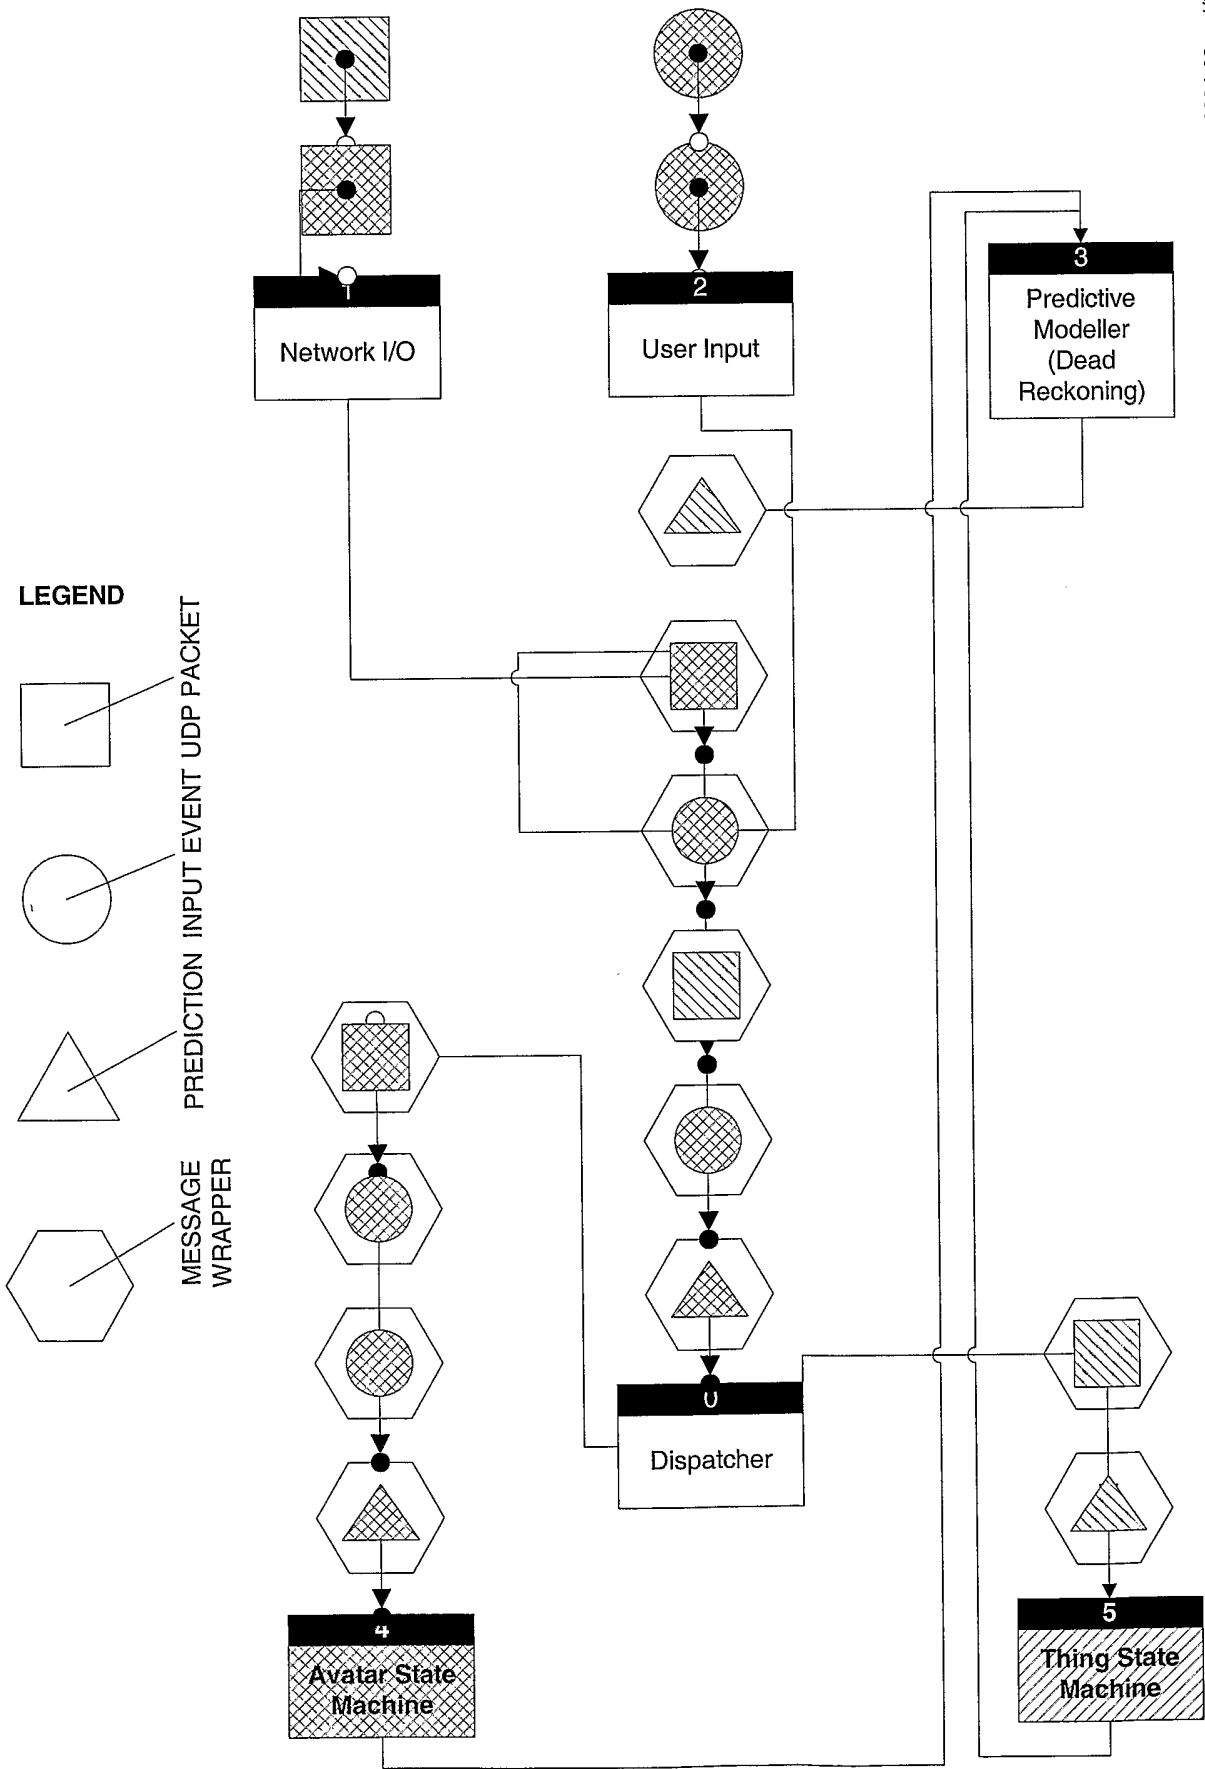 1
Network I/O
2
User Input
3
Predictive
Modeller
(Dead
Reckoning)
LEGEND
UDP PACKET
INPUT EVENT
PREDICTION
MESSAGE
WRAPPER
0
Dispatcher
4
Avatar State
Machine
5
Thing State
Machine